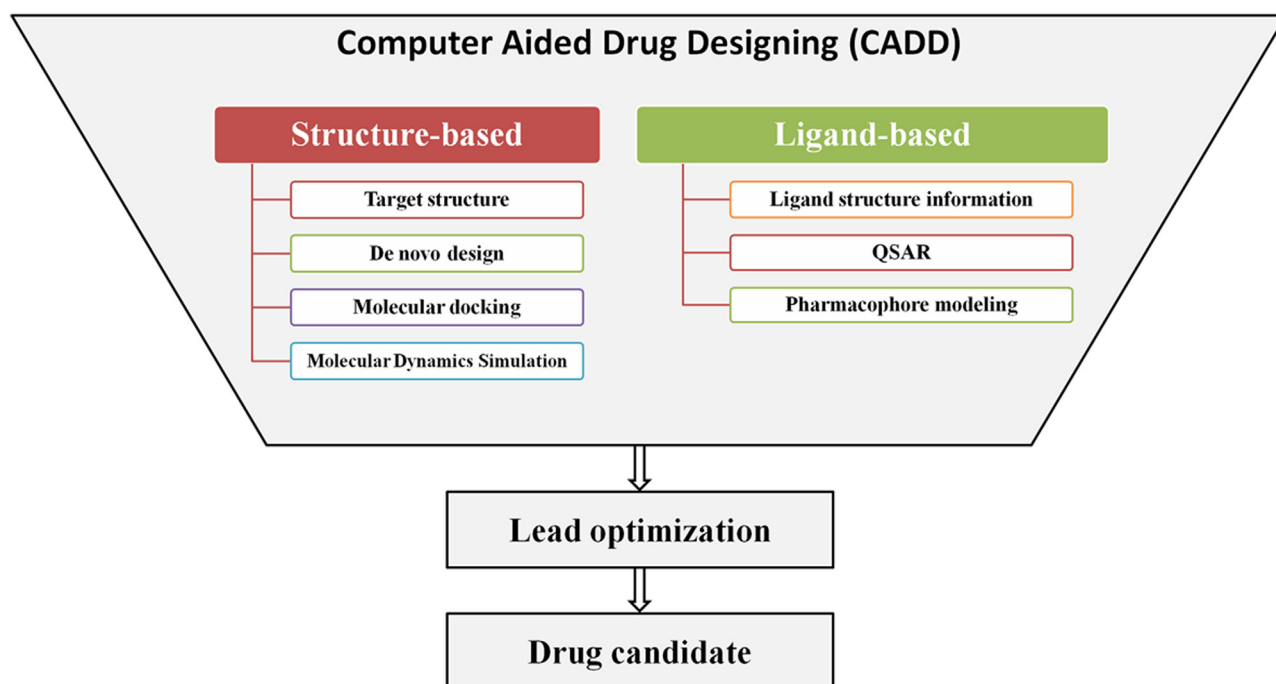 Computer Aided Drug Designing (CADD)
Structure-based
Target structure
De novo design
Molecular docking
Molecular Dynamics Simulation
Ligand-based
Ligand structure information
QSAR
Pharmacophore modeling
Lead optimization
Drug candidate